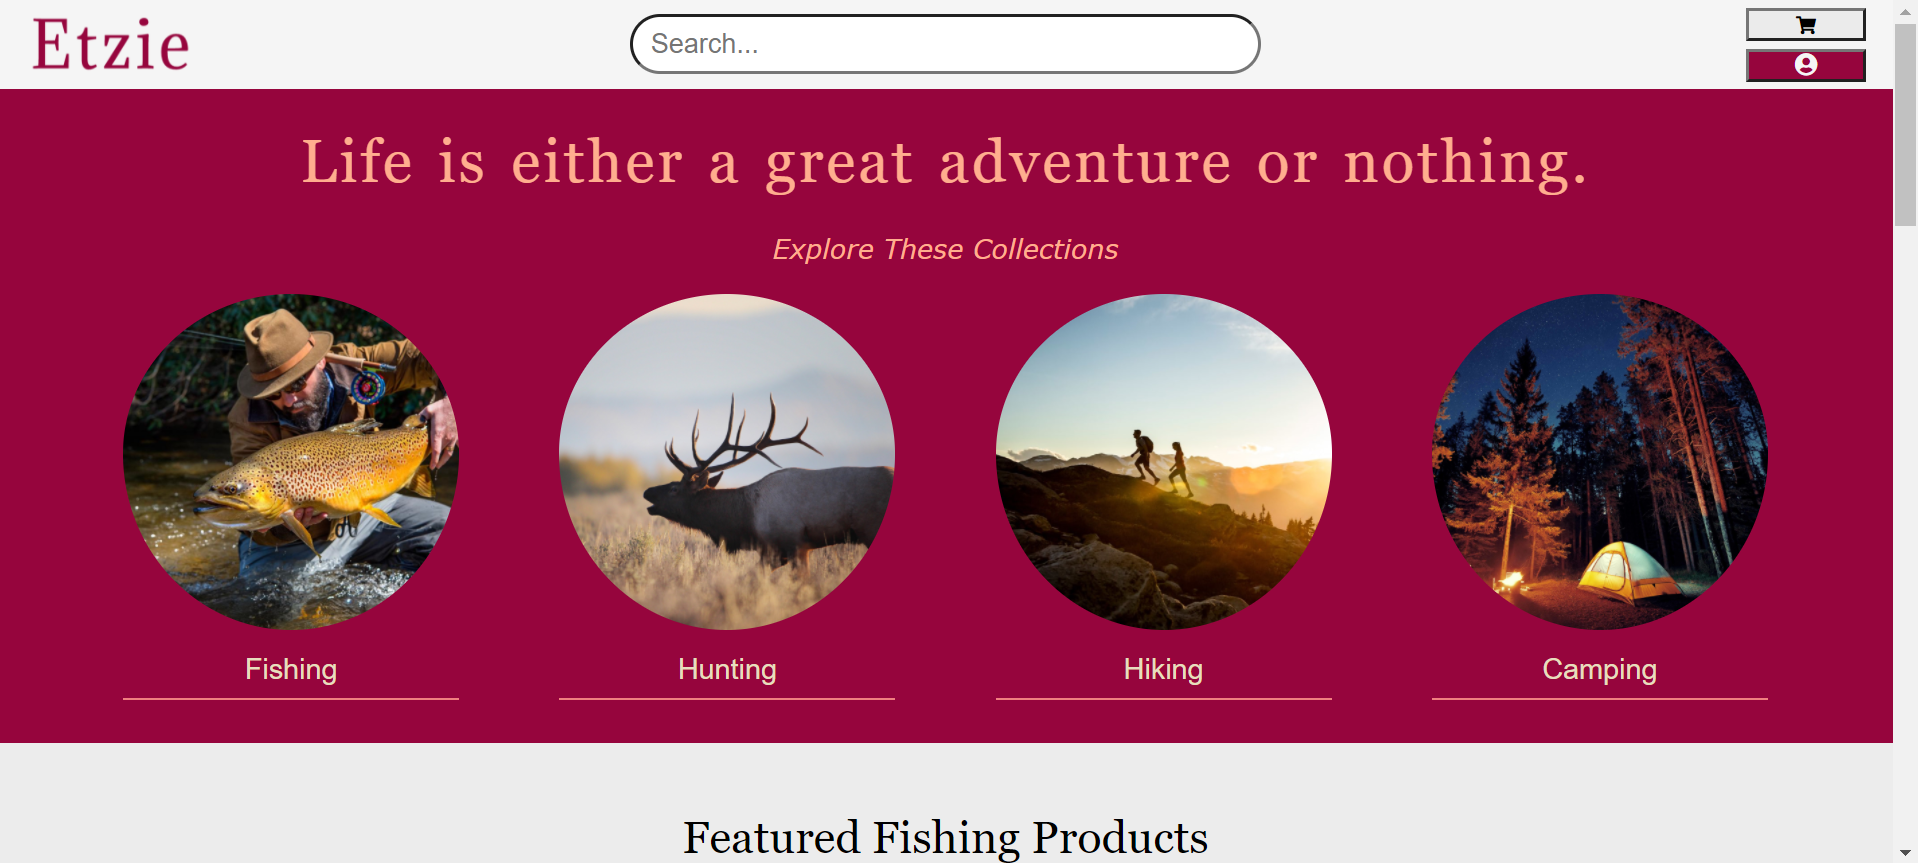 Etzie
Search...
Life is either a great adventure or nothing.
Explore These Collections
Fishing
Hunting
Hiking
Camping
Featured Fishing Products